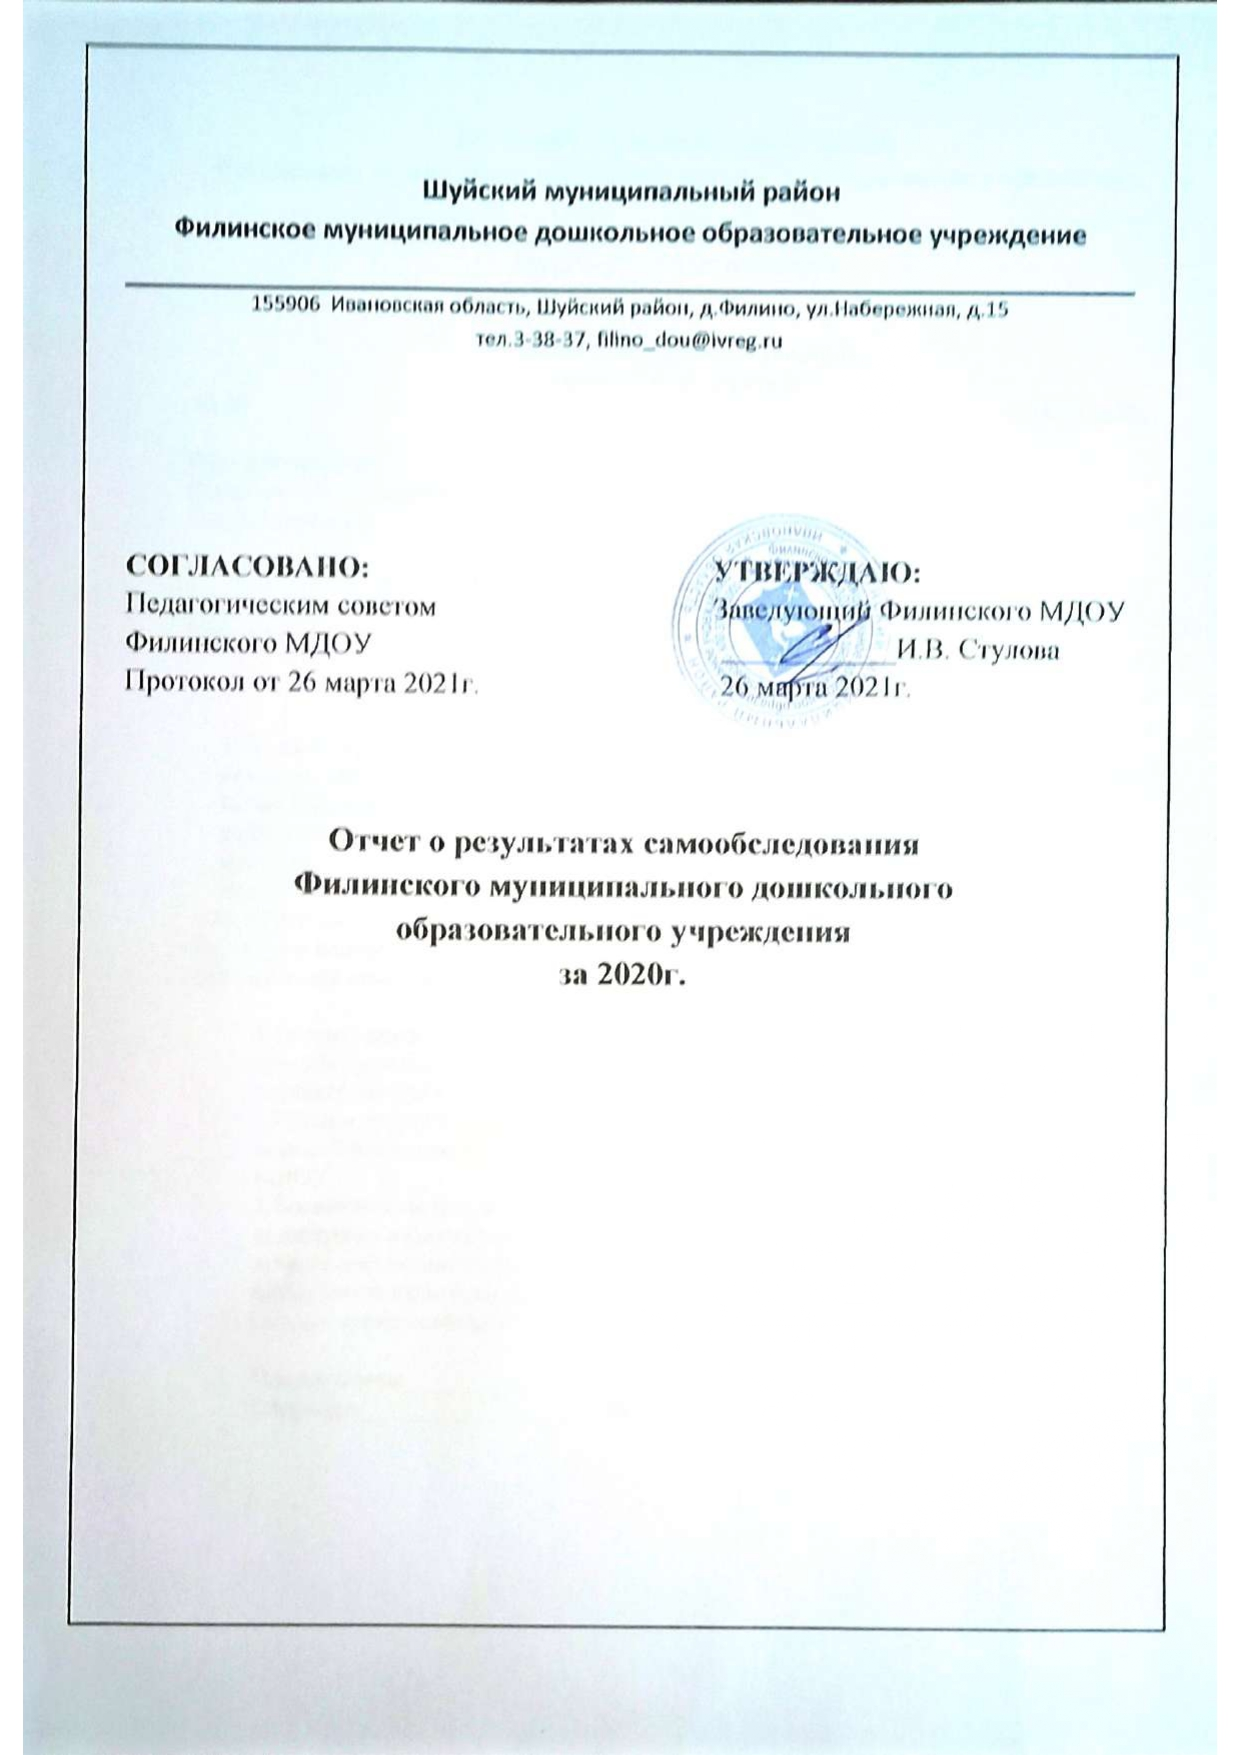 Шуйский муниципальный район
Филинское муниципальное дошкольное образовательное учреждение
155906 Ивановская область, Шуйский район, д.Филино, ул.Набережная, д.15
тел.3-38-37, filino_dou@ivreg.ru
СОГЛАСОВАНО:
Педагогическим советом
Филинского МДОУ
Протокол от 26 марта 2021г.
УТВЕРЖДАЮ:
Заведующий Филинского МДОУ
И.В. Стулова
26 марта 2021г.
Отчет о результатах самообследования
Филинского муниципального дошкольного
образовательного учреждения
за 2020г.